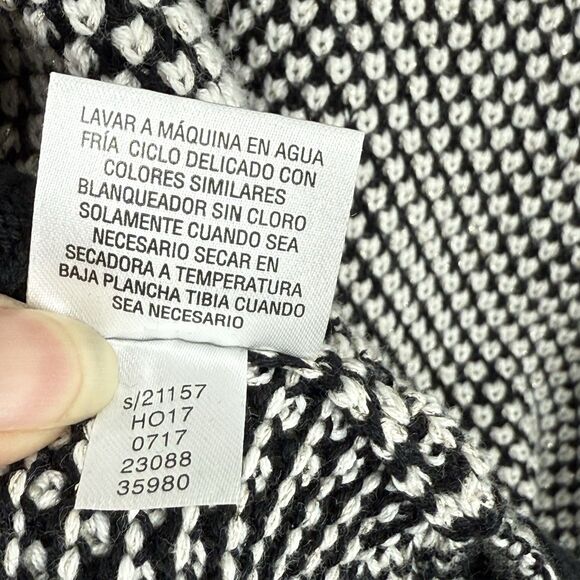 LAVAR A MÁQUINA EN AGUA
FRÍA CICLO DELICADO CON
COLORES SIMILARES
BLANQUEADOR SIN CLORO
SOLAMENTE CUANDO SEA
NECESARIO SECAR EN
SECADORA A TEMPERATURA
BAJA PLANCHA TIBIA CUANDO
SEA NECESARIO
s/21157
HO17
0717
23088
35980